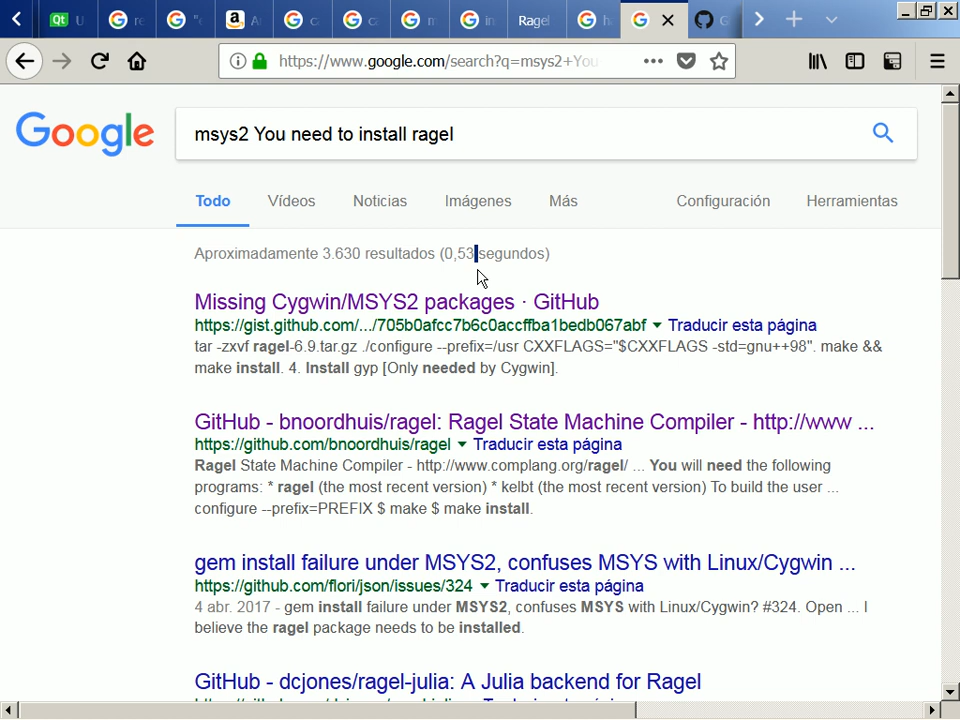 U
re
"e
A
c
ca
m
in
Ragel
h
G
https://www.google.com/search?q=msys2+You
Google
msys2 You need to install ragel
Todo
Vídeos
Noticias
Imágenes
Más
Configuración
Herramientas
Aproximadamente 3.630 resultados (0,53 segundos)
Missing Cygwin/MSYS2 packages · GitHub
https://gist.github.com/.../705b0afcc7b6c0accffba1bedb067abf Traducir esta página
tar -zxvf ragel-6.9.tar.gz ./configure --prefix=/usr CXXFLAGS="$CXXFLAGS -std=gnu++98". make &&
make install. 4. Install gyp [Only needed by Cygwin].
GitHub - bnoordhuis/ragel: Ragel State Machine Compiler - http://www ...
https://github.com/bnoordhuis/ragel Traducir esta página
Ragel State Machine Compiler - http://www.complang.org/ragel/ ... You will need the following
programs: * ragel (the most recent version) * kelbt (the most recent version) To build the user ...
configure --prefix=PREFIX $ make $ make install.
gem install failure under MSYS2, confuses MSYS with Linux/Cygwin ...
https://github.com/flori/json/issues/324 Traducir esta página
4 abr. 2017 - gem install failure under MSYS2, confuses MSYS with Linux/Cygwin? #324. Open ... I
believe the ragel package needs to be installed.
GitHub - dcjones/ragel-julia: A Julia backend for Ragel